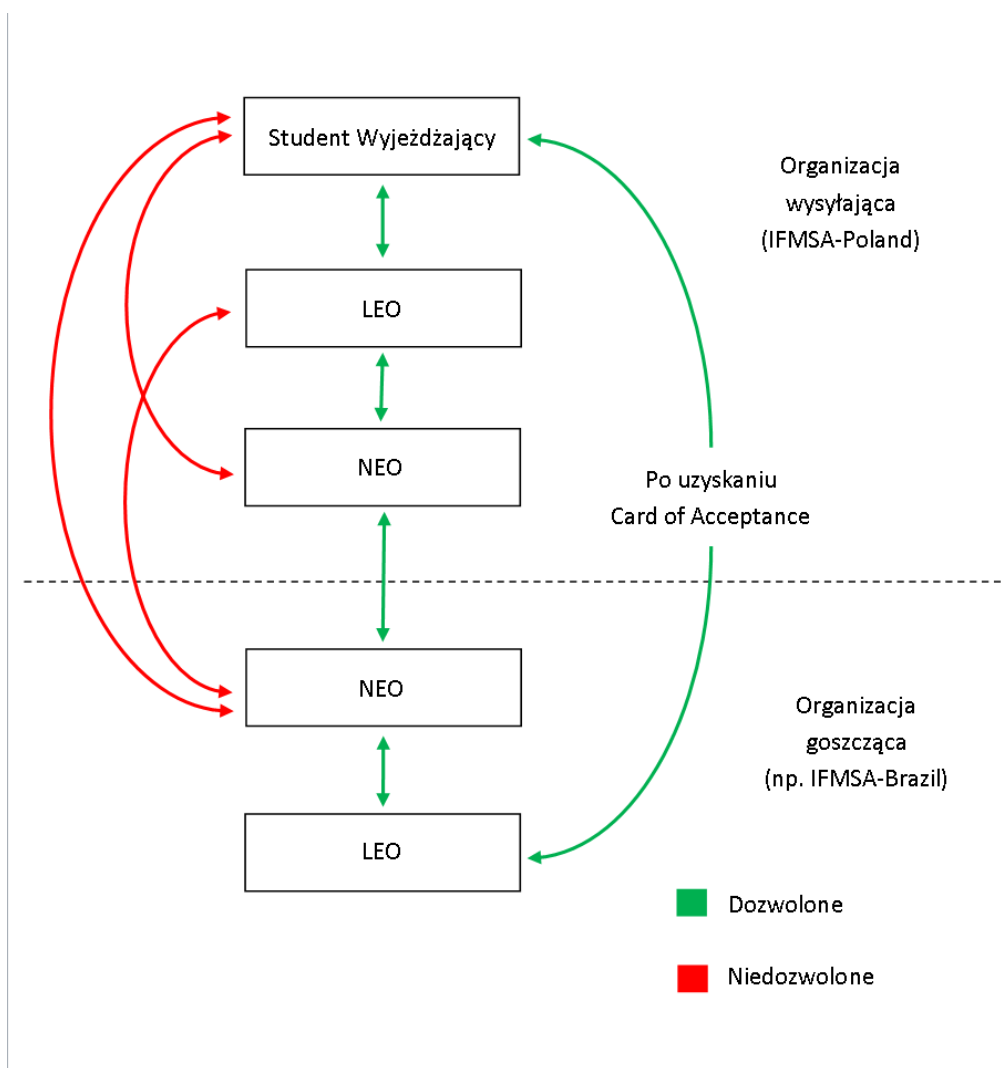 Student Wyjeżdżający
Organizacja
wysyłająca
(IFMSA-Poland)
LEO
NEO
Po uzyskaniu
Card of Acceptance
NEO
Organizacja
goszcząca
(np. IFMSA-Brazil)
LEO
Dozwolone
Niedozwolone